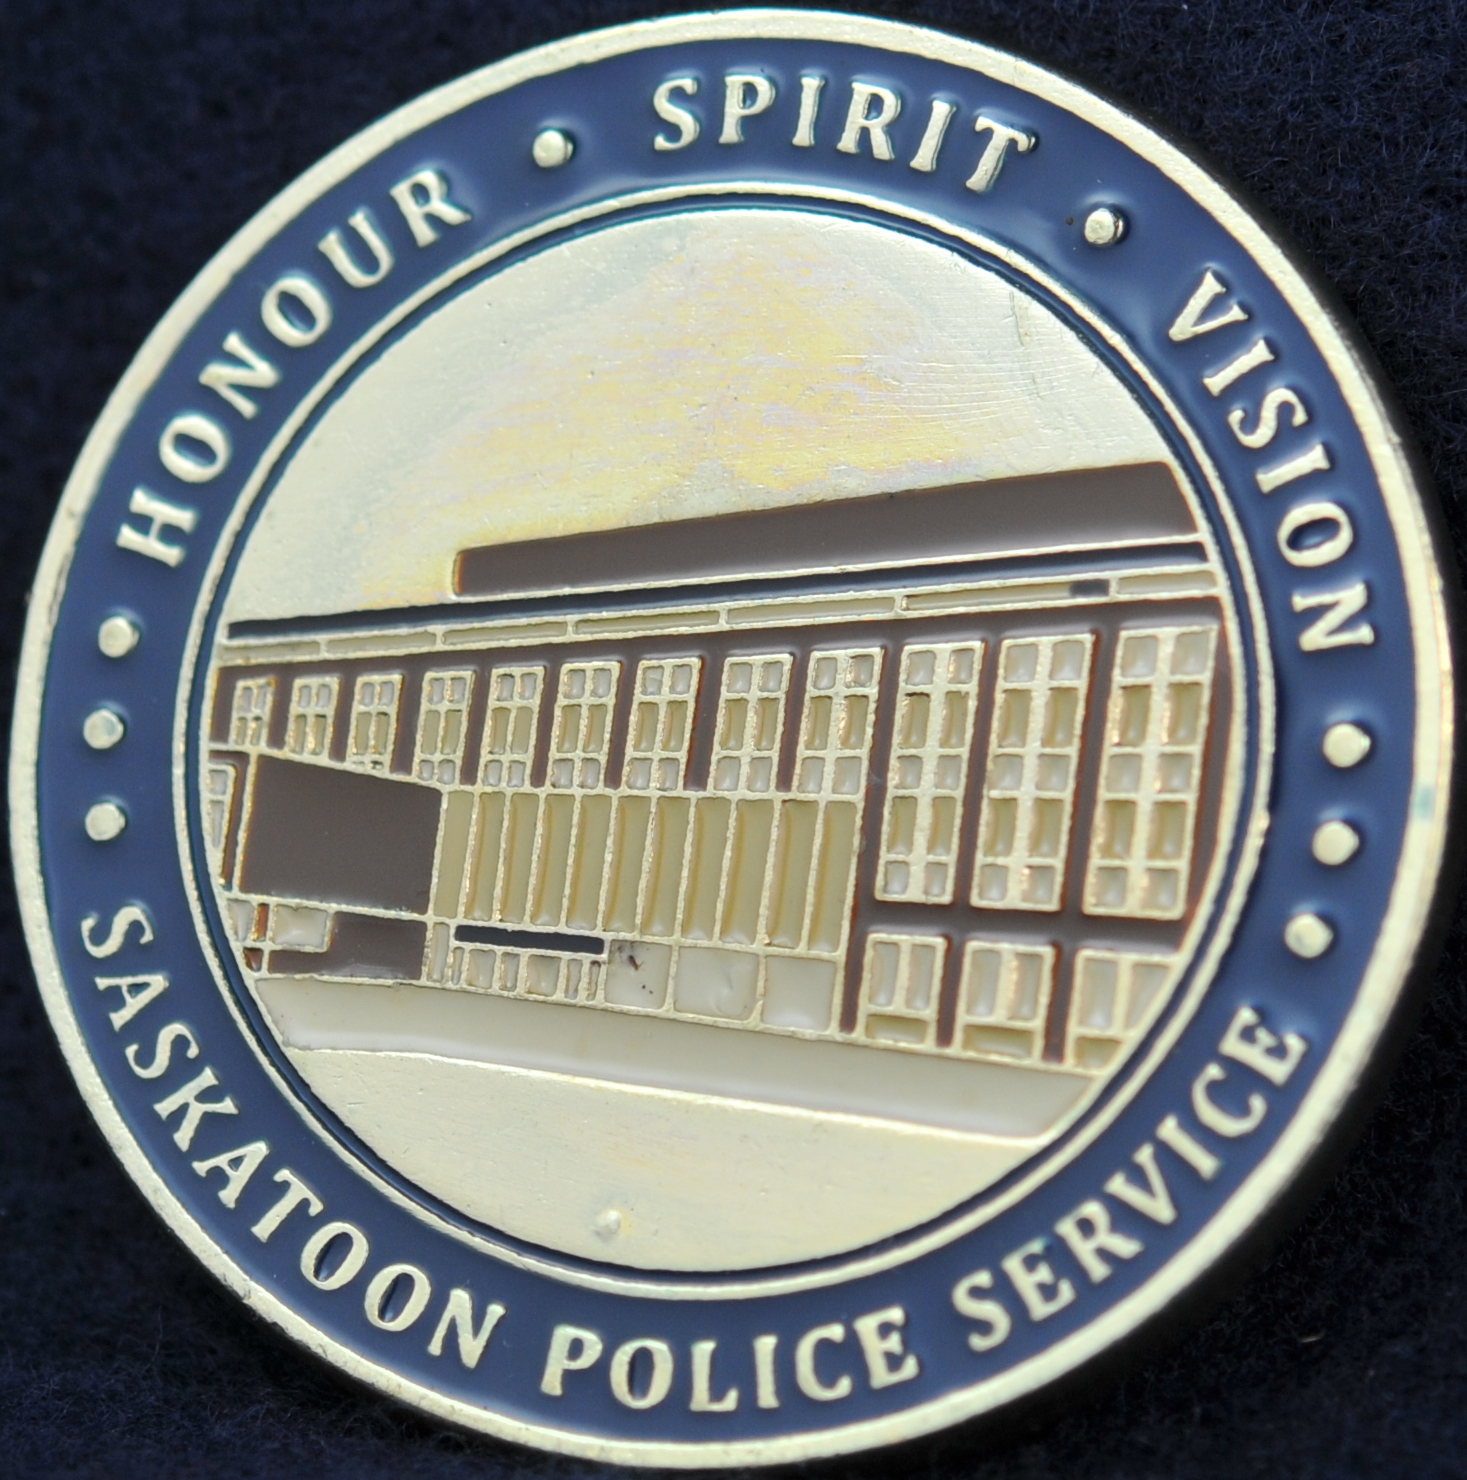 HONOUR • SPIRIT • VISION
SASKATOON POLICE SERVICE